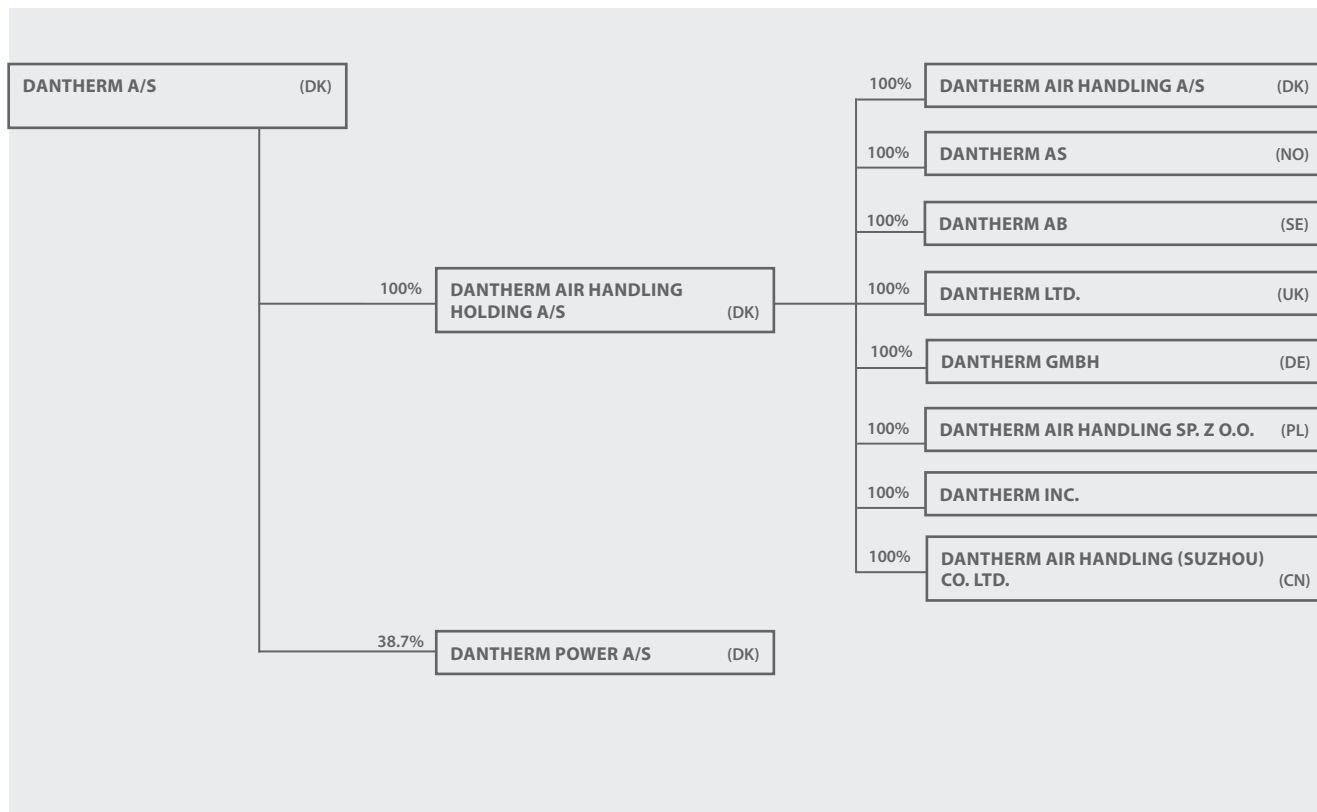 DANTHERM A/S (DK)
100% DANTHERM AIR HANDLING
HOLDING A/S (DK)
38.7% DANTHERM POWER A/S (DK)
100% DANTHERM AIR HANDLING A/S (DK)
100% DANTHERM AS (NO)
100% DANTHERM AB (SE)
100% DANTHERM LTD. (UK)
100% DANTHERM GMBH (DE)
100% DANTHERM AIR HANDLING SP. Z O.O. (PL)
100% DANTHERM INC.
100% DANTHERM AIR HANDLING (SUZHOU)
CO. LTD. (CN)